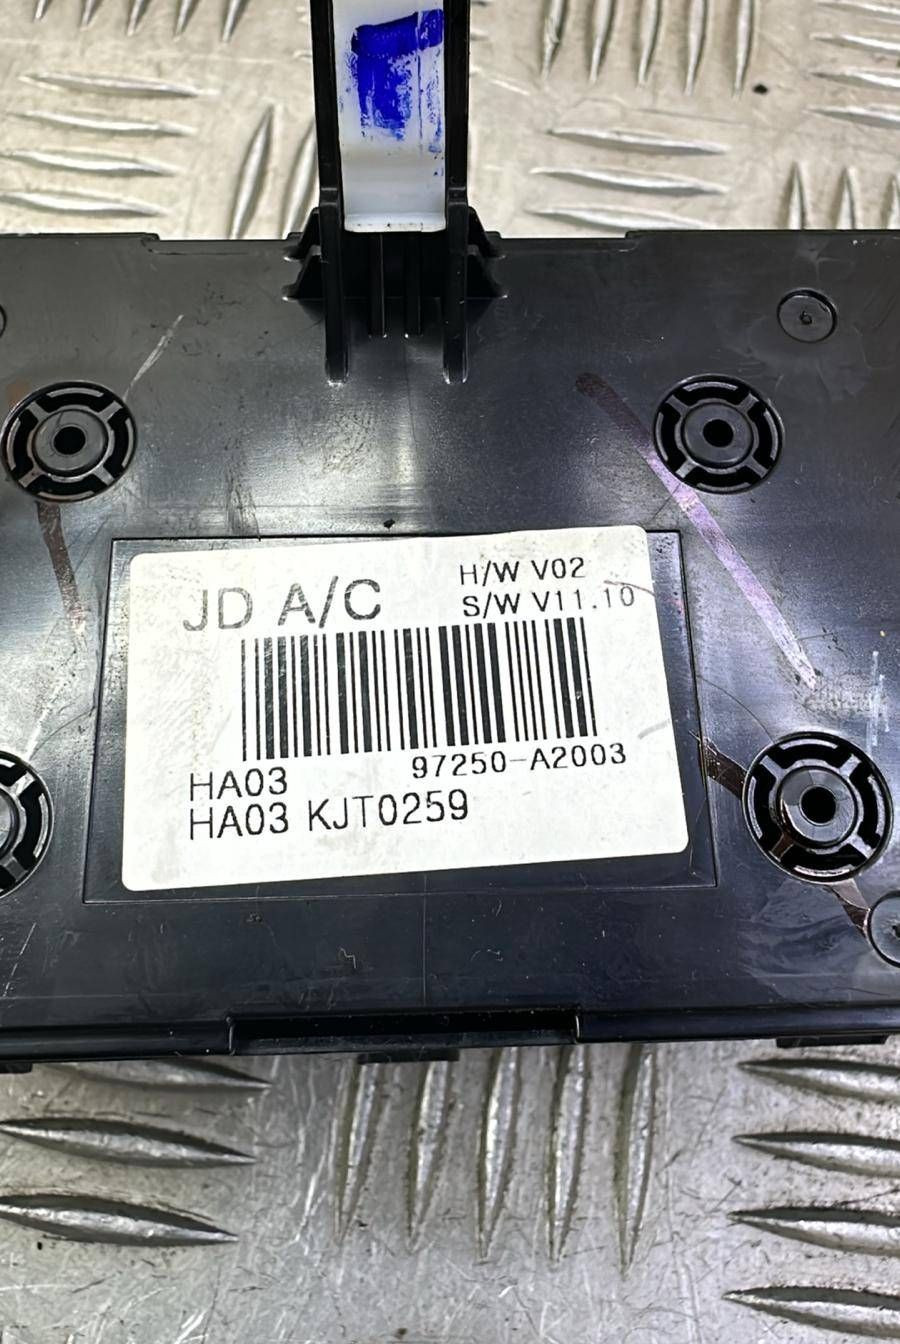 JD A/C
H/W V02
S/W V11.10
HA03 97250-A2003
HA03 KJT0259